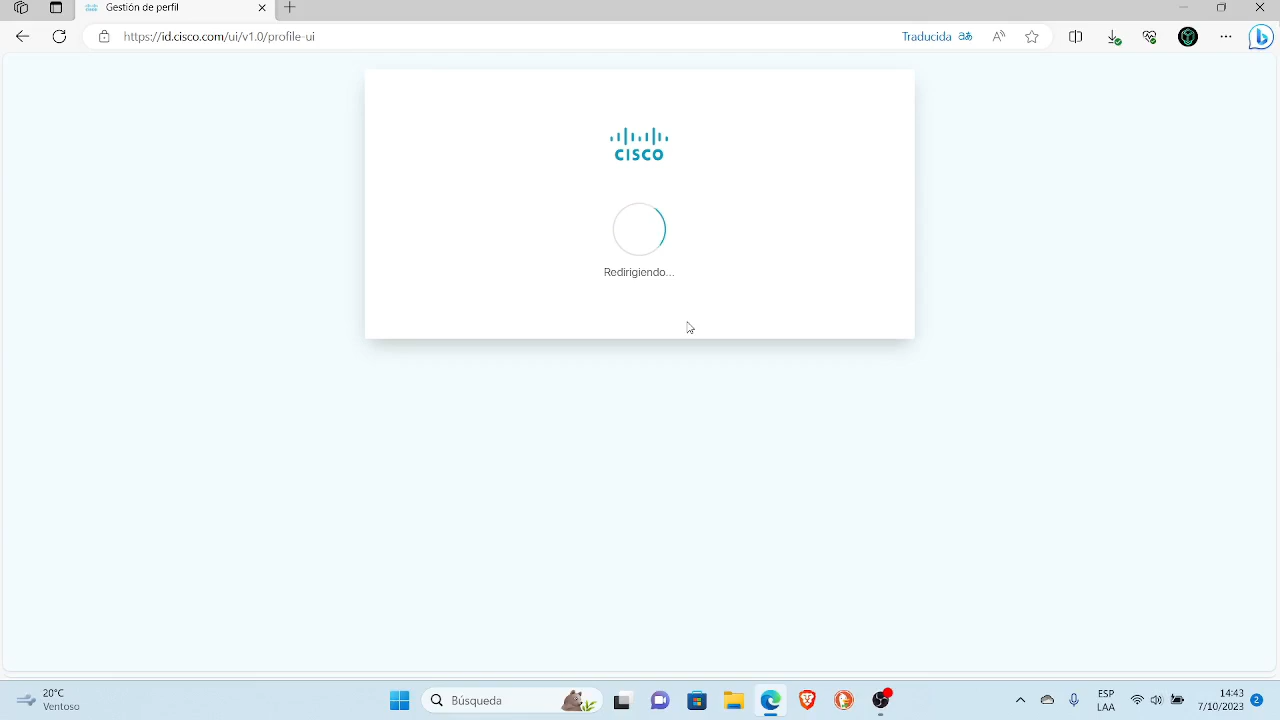 Gestión de perfil
https://id.cisco.com/ui/v1.0/profile-ui
Traducida
CISCO
Redirigiendo...
20°C
Ventoso
Búsqueda
ESP
LAA
14:43
7/10/2023
2